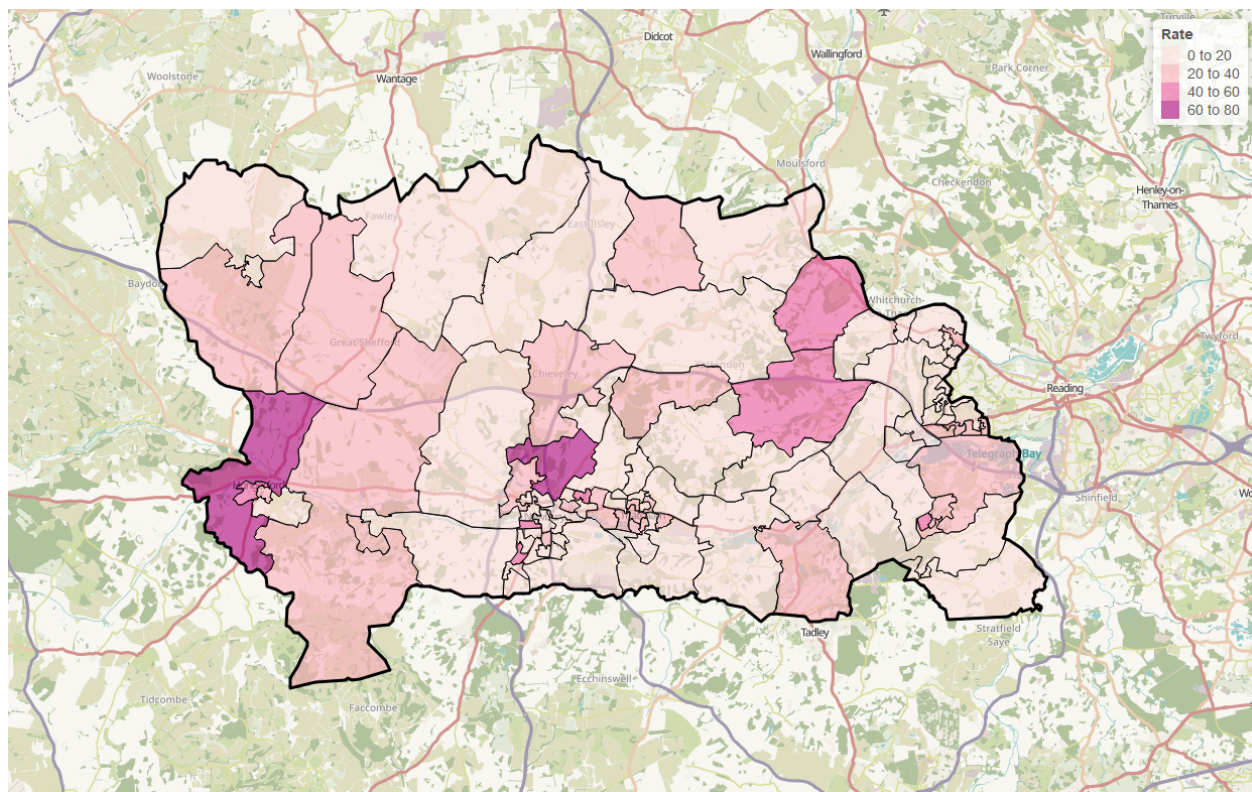 Turville
Rate
0 to 20
20 to 40
40 to 60
60 to 80
Didcot
Wallingford
Woolstone
Wantage
Park Corner
Moulsford
Checkendon
Henley-on-
Thames
Fawley
East Ilsley
Baydon
Whitchurch-
Great Shefford
Twyford
Chieveley
Reading
Telegraph Bay
Shinfield
Tadley
Stratfield
Saye
Ecchinswell
Tidcombe
Faccombe